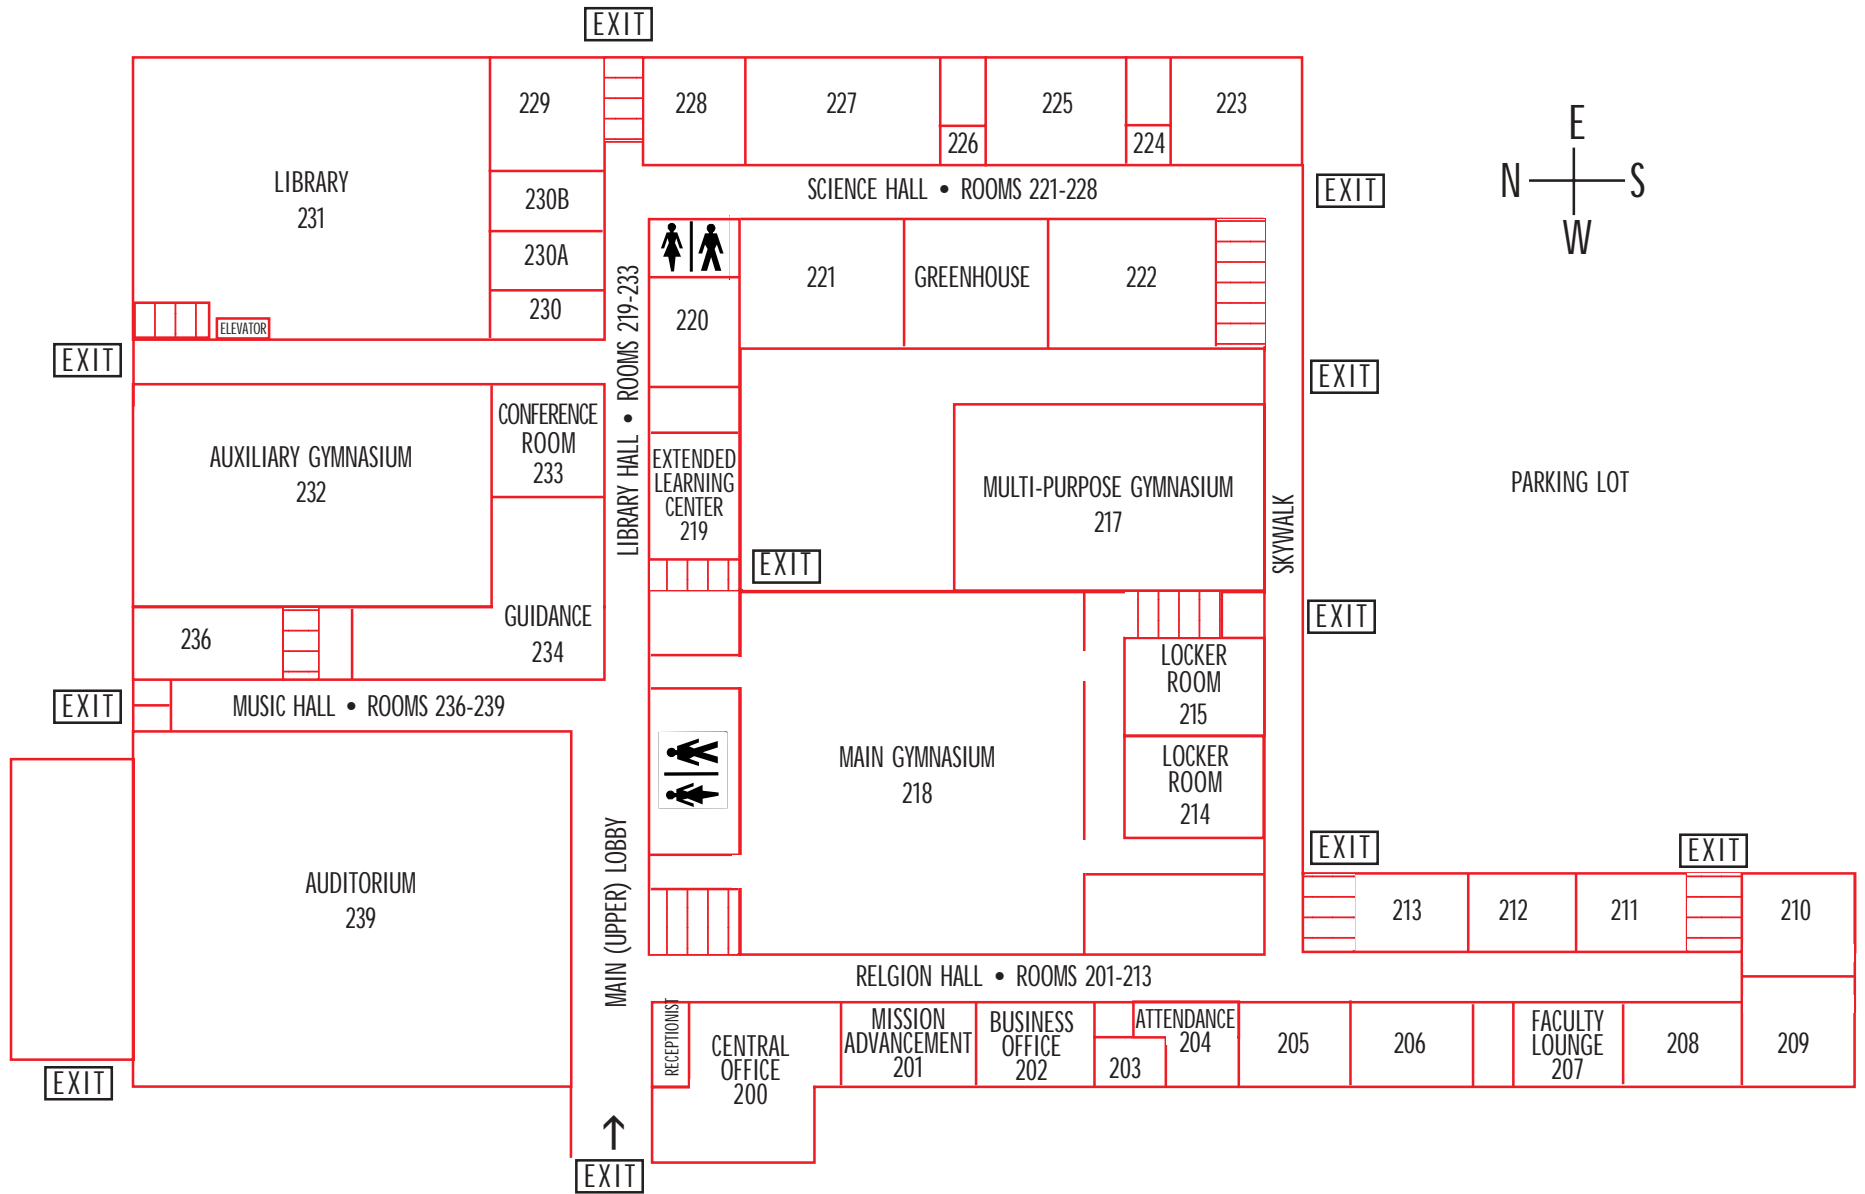 EXIT
229
228
227
225
223
226
224
E
N
S
W
LIBRARY
231
230B
230A
230
ELEVATOR
SCIENCE HALL • ROOMS 221-228
EXIT
221
GREENHOUSE
222
220
LIBRARY HALL • ROOMS 219-233
EXIT
EXIT
AUXILIARY GYMNASIUM
232
CONFERENCE
ROOM
233
EXTENDED
LEARNING
CENTER
219
MULTI-PURPOSE GYMNASIUM
217
PARKING LOT
SKYWALK
EXIT
EXIT
236
GUIDANCE
234
LOCKER
ROOM
215
EXIT
MUSIC HALL • ROOMS 236-239
MAIN GYMNASIUM
218
LOCKER
ROOM
214
EXIT
EXIT
AUDITORIUM
239
MAIN (UPPER) LOBBY
213
212
211
210
RELGION HALL • ROOMS 201-213
RECEPTIONIST
CENTRAL
OFFICE
200
MISSION
ADVANCEMENT
201
BUSINESS
OFFICE
202
203
ATTENDANCE
204
205
206
FACULTY
LOUNGE
207
208
209
EXIT
EXIT